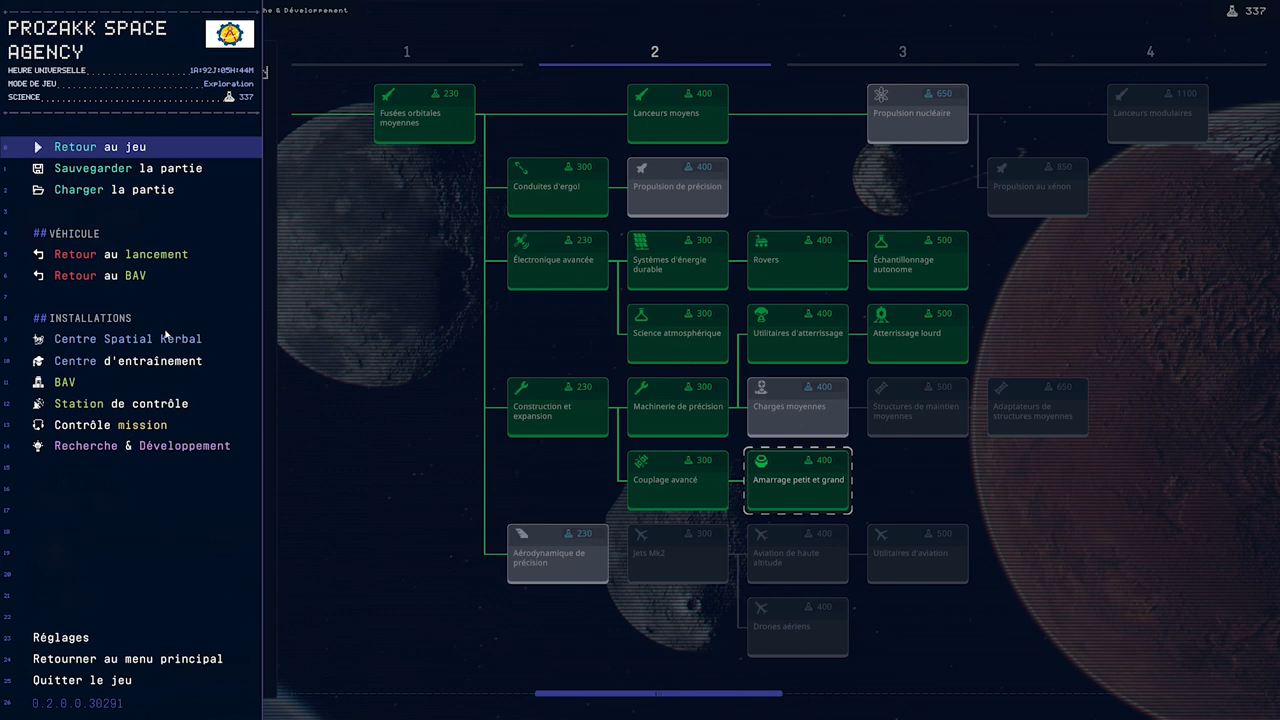 PROZAKK SPACE
AGENCY
HEURE UNIVERSELLE 1A:92J:05H:44M
MODE DE JEU Exploration
SCIENCE 337
Retour au jeu
Sauvegarder la partie
Charger la partie
##VÉHICULE
Retour au lancement
Retour au BAV
##INSTALLATIONS
Centre Spatial Kerbal
Centre d'entraînement
BAV
Station de contrôle
Contrôle mission
Recherche & Développement
Réglages
Retourner au menu principal
Quitter le jeu
0.2.0.0.30291
he & Développement
337
1 2 3 4
230
Fusées orbitales
moyennes
400
Lanceurs moyens
650
Propulsion nucléaire
1100
Lanceurs modulaires
300
Conduites d'ergol
400
Propulsion de précision
850
Propulsion au xénon
230
Électronique avancée
300
Systèmes d'énergie
durable
400
Rovers
500
Échantillonnage
autonome
300
Science atmosphérique
400
Utilitaires d'atterrissage
500
Atterrissage lourd
230
Construction et
expansion
300
Machinerie de précision
400
Charges moyennes
500
Structures de maintien
moyennes
650
Adaptateurs de
structures moyennes
300
Couplage avancé
400
Amarrage petit et grand
230
Aérodynamique de
précision
300
Jets Mk2
400
Aviation de haute
altitude
500
Utilitaires d'aviation
400
Drones aériens